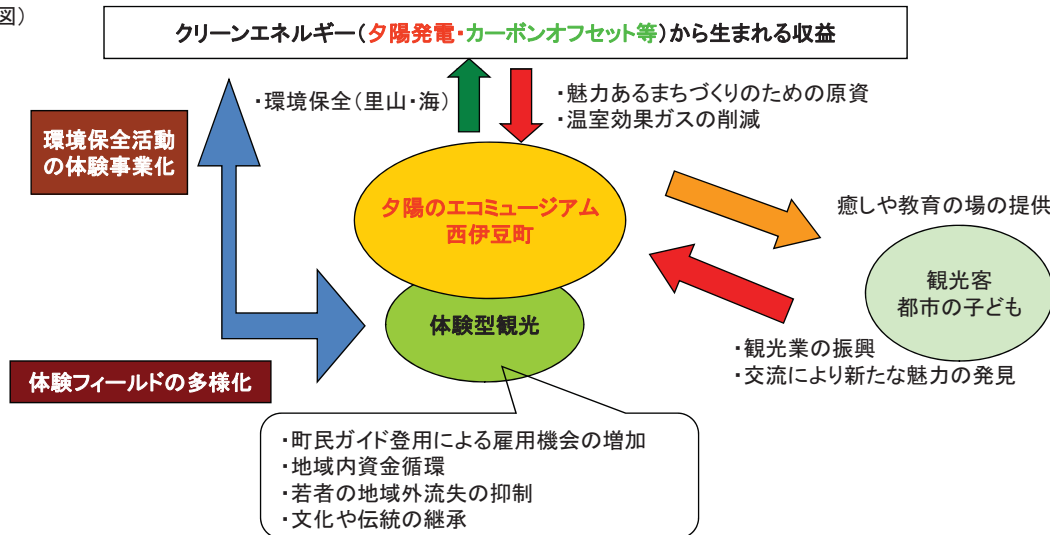 図)
クリーンエネルギー(夕陽発電・カーボンオフセット等)から生まれる収益
・環境保全(里山・海)
・魅力あるまちづくりのための原資
・温室効果ガスの削減
環境保全活動
の体験事業化
夕陽のエコミュージアム
西伊豆町
癒しや教育の場の提供
観光客
都市の子ども
体験型観光
・観光業の振興
・交流により新たな魅力の発見
体験フィールドの多様化
・町民ガイド登用による雇用機会の増加
・地域内資金循環
・若者の地域外流失の抑制
・文化や伝統の継承